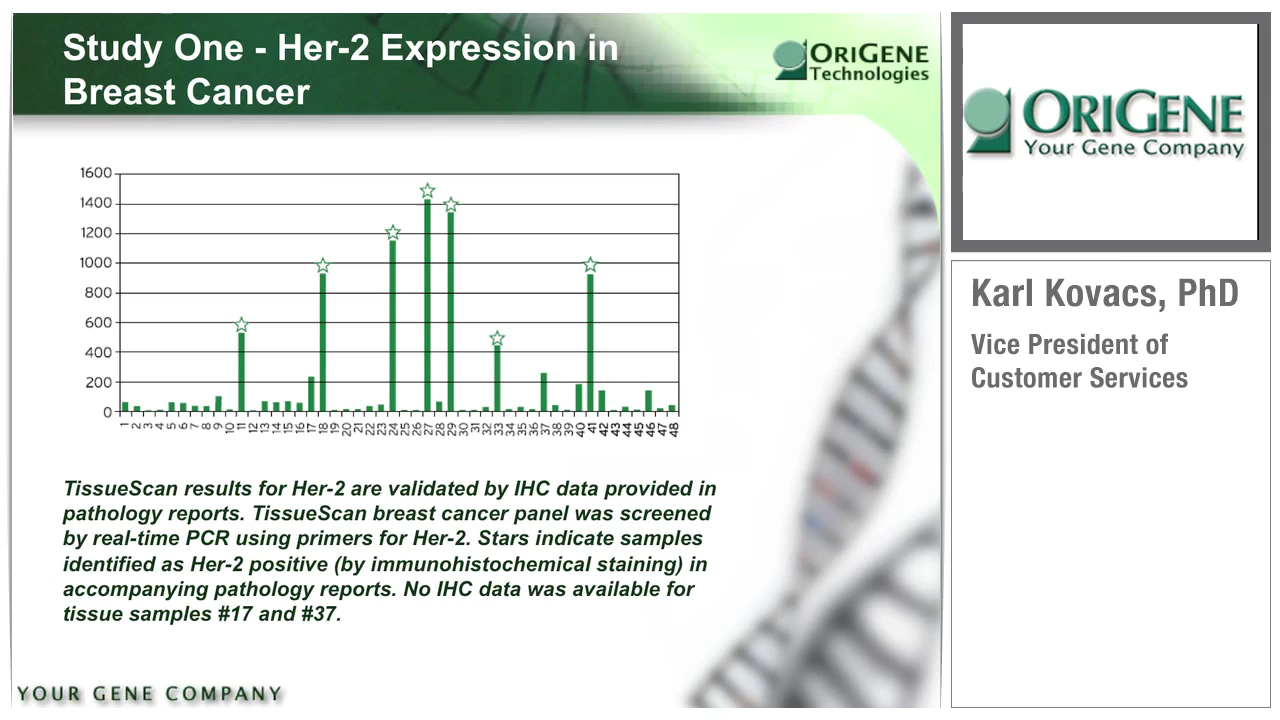 Study One - Her-2 Expression in
Breast Cancer
ORIGENE
Technologies
1600
1400
1200
1000
800
600
400
200
0
1 2 3 4 5 6 7 8 9 10 11 12 13 14 15 16 17 18 19 20 21 22 23 24 25 26 27 28 29 30 31 32 33 34 35 36 37 38 39 40 41 42 43 44 45 46 47 48
TissueScan results for Her-2 are validated by IHC data provided in
pathology reports. TissueScan breast cancer panel was screened
by real-time PCR using primers for Her-2. Stars indicate samples
identified as Her-2 positive (by immunohistochemical staining) in
accompanying pathology reports. No IHC data was available for
tissue samples #17 and #37.
YOUR GENE COMPANY
ORIGENE
Your Gene Company
Karl Kovacs, PhD
Vice President of
Customer Services